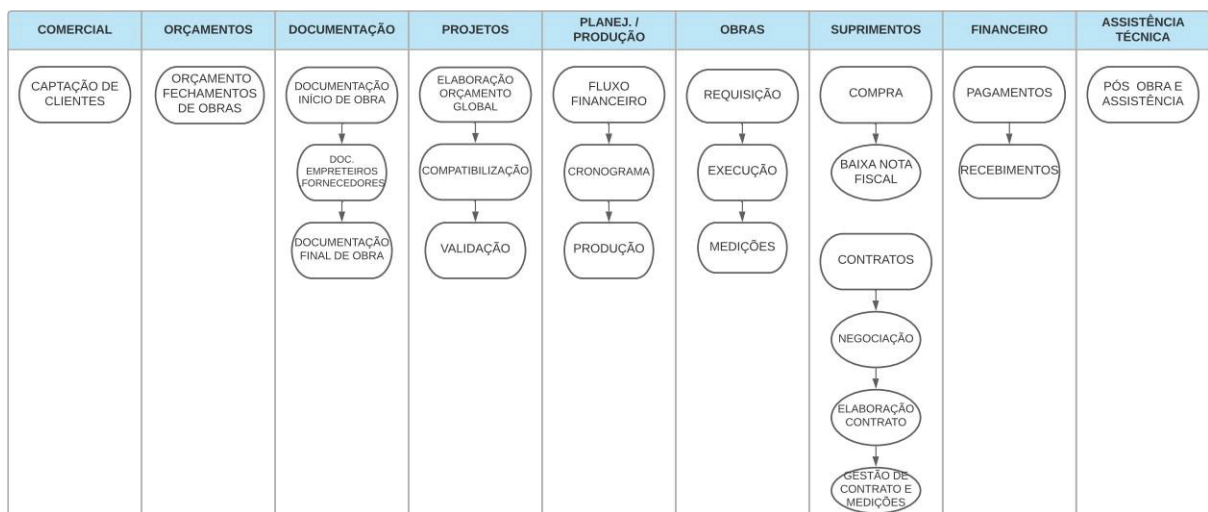 COMERCIAL
ORÇAMENTOS
DOCUMENTAÇÃO
PROJETOS
PLANEJ. /
PRODUÇÃO
OBRAS
SUPRIMENTOS
FINANCEIRO
ASSISTÊNCIA
TÉCNICA
CAPTAÇÃO DE
CLIENTES
ORÇAMENTO
FECHAMENTOS
DE OBRAS
DOCUMENTAÇÃO
INÍCIO DE OBRA
DOC.
EMPRETEIROS
FORNECEDORES
DOCUMENTAÇÃO
FINAL DE OBRA
ELABORAÇÃO
ORÇAMENTO
GLOBAL
COMPATIBILIZAÇÃO
VALIDAÇÃO
FLUXO
FINANCEIRO
CRONOGRAMA
PRODUÇÃO
REQUISIÇÃO
EXECUÇÃO
MEDIÇÕES
COMPRA
BAIXA NOTA
FISCAL
CONTRATOS
NEGOCIAÇÃO
ELABORAÇÃO
CONTRATO
GESTÃO DE
CONTRATO E
MEDIÇÕES
PAGAMENTOS
RECEBIMENTOS
PÓS OBRA E
ASSISTÊNCIA